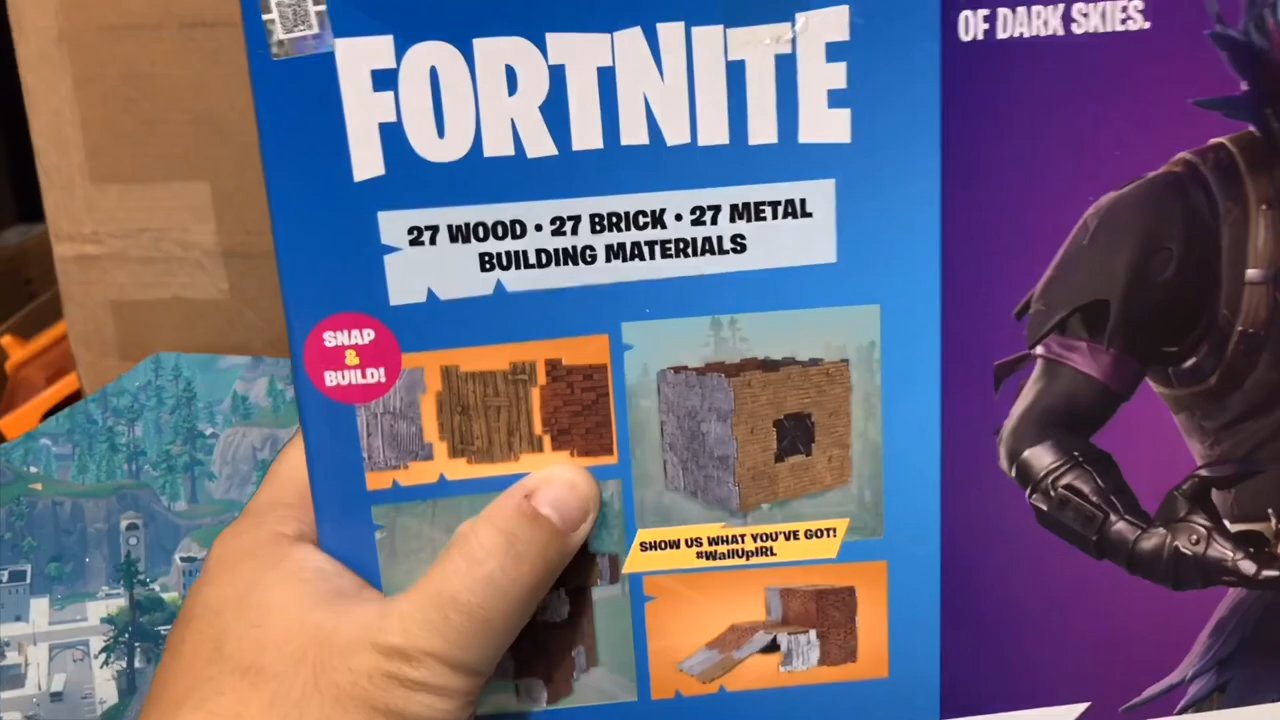 FORTNITE
OF DARK SKIES.
27 WOOD • 27 BRICK • 27 METAL
BUILDING MATERIALS
SNAP
&
BUILD!
SHOW US WHAT YOU'VE GOT!
#WallUpIRL